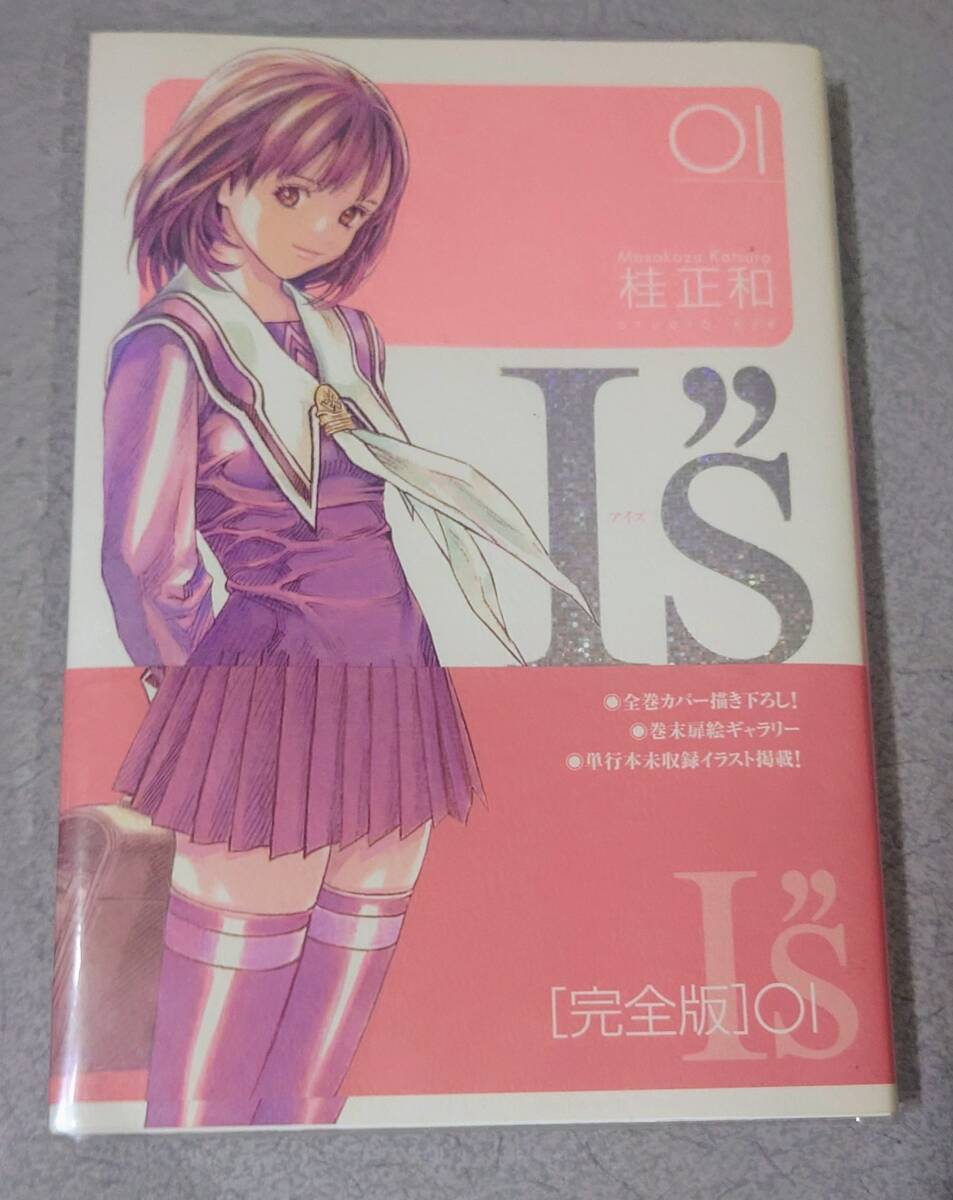 01
Masakazu Katsura
桂正和
STUDIO K2R
I"s
アイズ
◉全巻カバー描き下ろし!
◉巻末扉絵ギャラリー
◉単行本未収録イラスト掲載!
I"s
[完全版]01